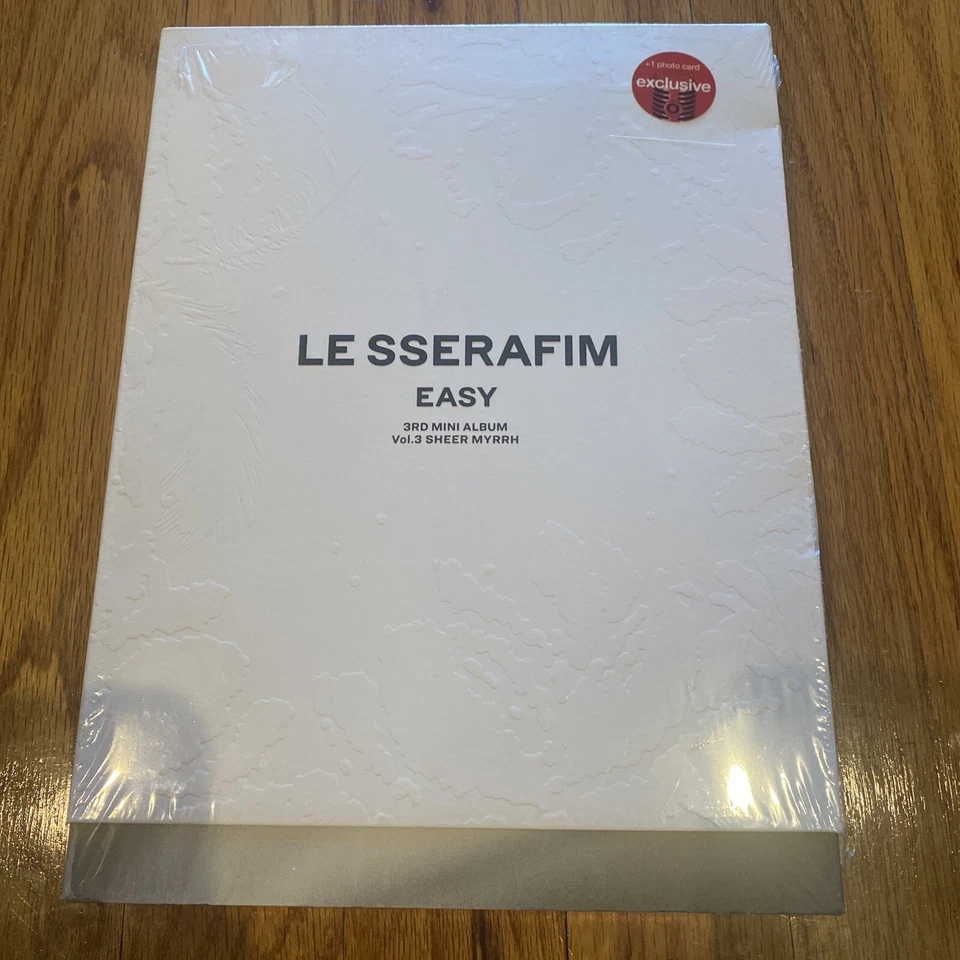 +1 photo card
exclusive
LE SSERAFIM
EASY
3RD MINI ALBUM
Vol.3 SHEER MYRRH